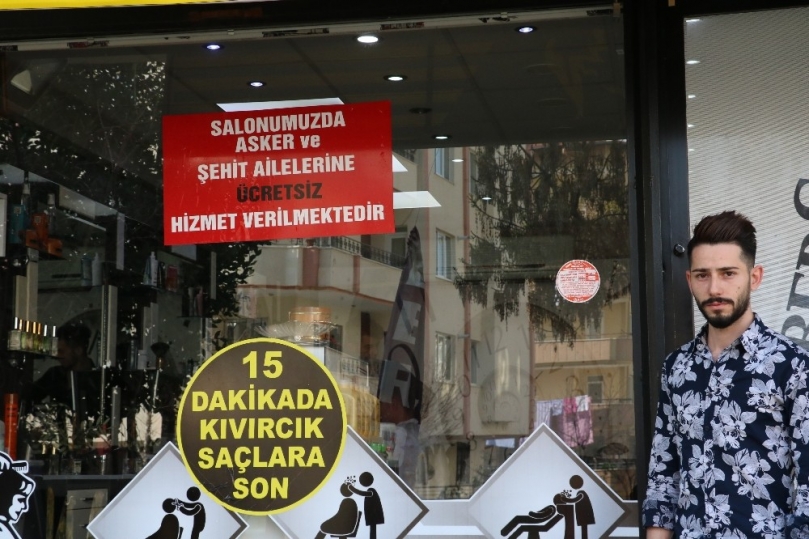 SALONUMUZDA
ASKER ve
ŞEHİT AİLELERİNE
ÜCRETSİZ
HİZMET VERİLMEKTEDİR
15
DAKİKADA
KIVIRCIK
SAÇLARA
SON